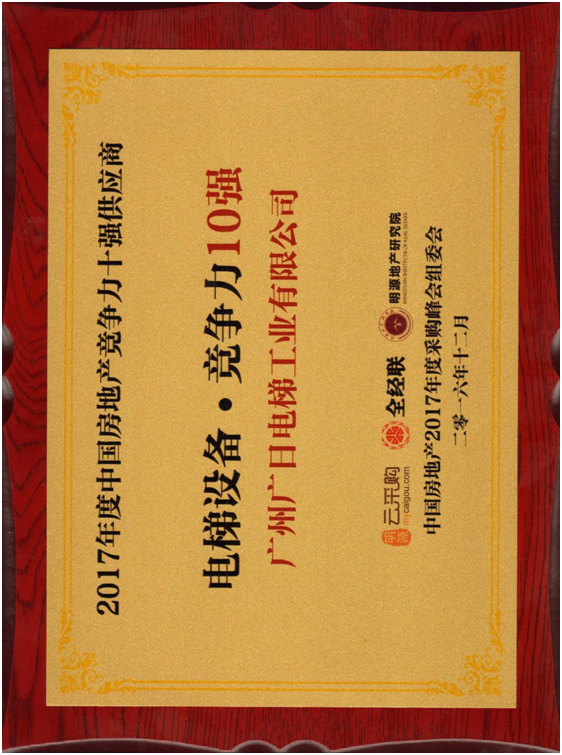 2017年度中国房地产竞争力十强供应商
电梯设备·竞争力10强
广州广日电梯工业有限公司
明源 云采购 mycaigou.com 全经联 明源地产研究院
中国房地产2017年度采购峰会组委会
二零一六年十二月